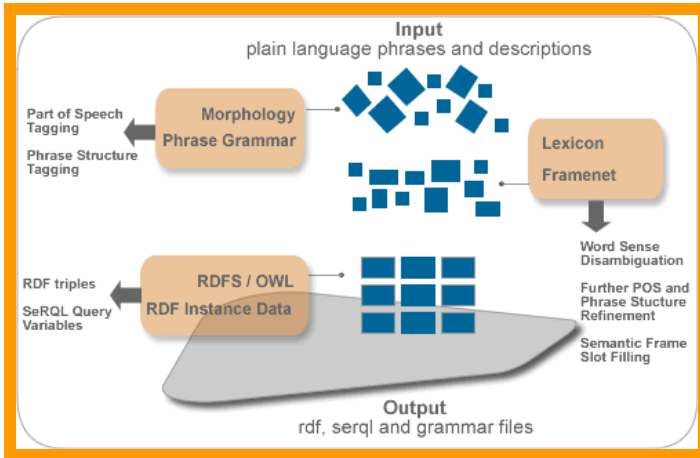 Input
plain language phrases and descriptions
Morphology
Phrase Grammar
Part of Speech
Tagging
Phrase Structure
Tagging
Lexicon
Framenet
Word Sense
Disambiguation
Further POS and
Phrase Stucture
Refinement
Semantic Frame
Slot Filling
RDFS / OWL
RDF Instance Data
RDF triples
SeRQL Query
Variables
Output
rdf, serql and grammar files